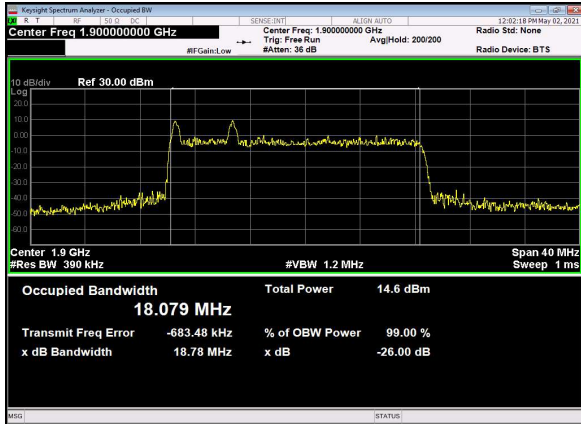 Keysight Spectrum Analyzer - Occupied BW
R T RF 50 Ω DC SENSE:INT ALIGN AUTO 12:02:18 PM May 02, 2021
Center Freq 1.900000000 GHz Center Freq: 1.900000000 GHz Radio Std: None
Trig: Free Run Avg|Hold: 200/200
#IFGain:Low #Atten: 36 dB Radio Device: BTS
10 dB/div Ref 30.00 dBm
Log
20.0
10.0
0.00
-10.0
-20.0
-30.0
-40.0
-50.0
-60.0
Center 1.9 GHz Span 40 MHz
#Res BW 390 kHz #VBW 1.2 MHz Sweep 1 ms
Occupied Bandwidth Total Power 14.6 dBm
18.079 MHz
Transmit Freq Error -683.48 kHz % of OBW Power 99.00 %
x dB Bandwidth 18.78 MHz x dB -26.00 dB
MSG STATUS